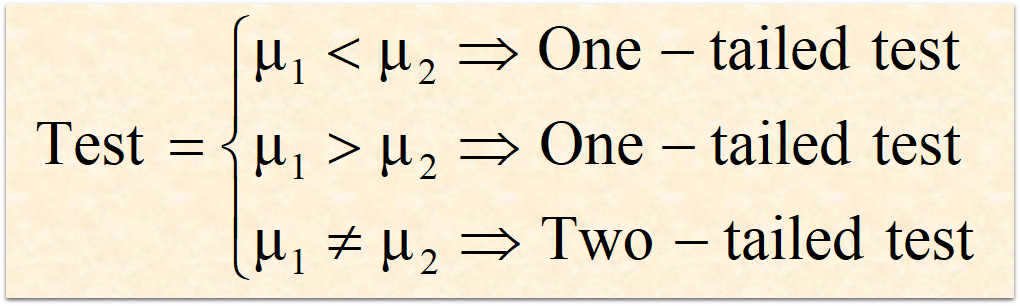 μ₁ < μ₂ ⇒ One – tailed test
Test = { μ₁ > μ₂ ⇒ One – tailed test
μ₁ ≠ μ₂ ⇒ Two – tailed test